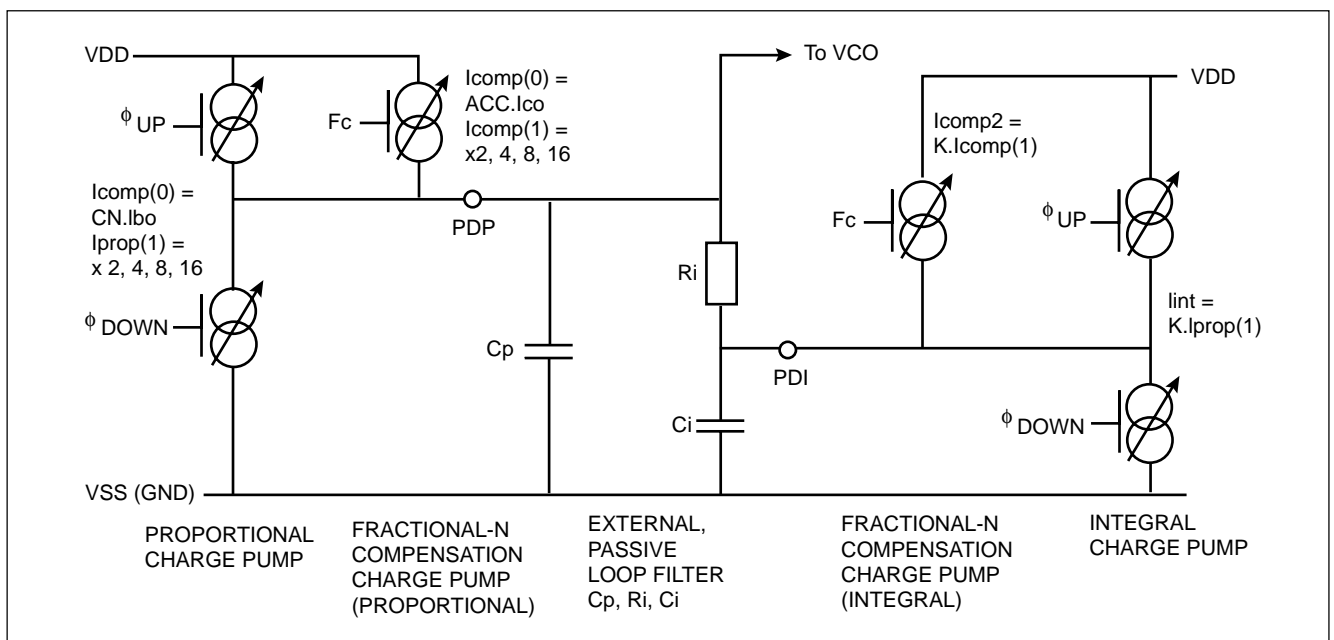 VDD
To VCO
VDD
Icomp(0) =
ACC.Ico
Icomp(1) =
x2, 4, 8, 16
ϕ UP
Fc
Icomp2 =
K.Icomp(1)
Icomp(0) =
CN.Ibo
Iprop(1) =
x 2, 4, 8, 16
PDP
Fc
ϕ UP
Ri
ϕ DOWN
Iint =
K.Iprop(1)
Cp
PDI
Ci
ϕ DOWN
VSS (GND)
PROPORTIONAL
CHARGE PUMP
FRACTIONAL-N
COMPENSATION
CHARGE PUMP
(PROPORTIONAL)
EXTERNAL,
PASSIVE
LOOP FILTER
Cp, Ri, Ci
FRACTIONAL-N
COMPENSATION
CHARGE PUMP
(INTEGRAL)
INTEGRAL
CHARGE PUMP